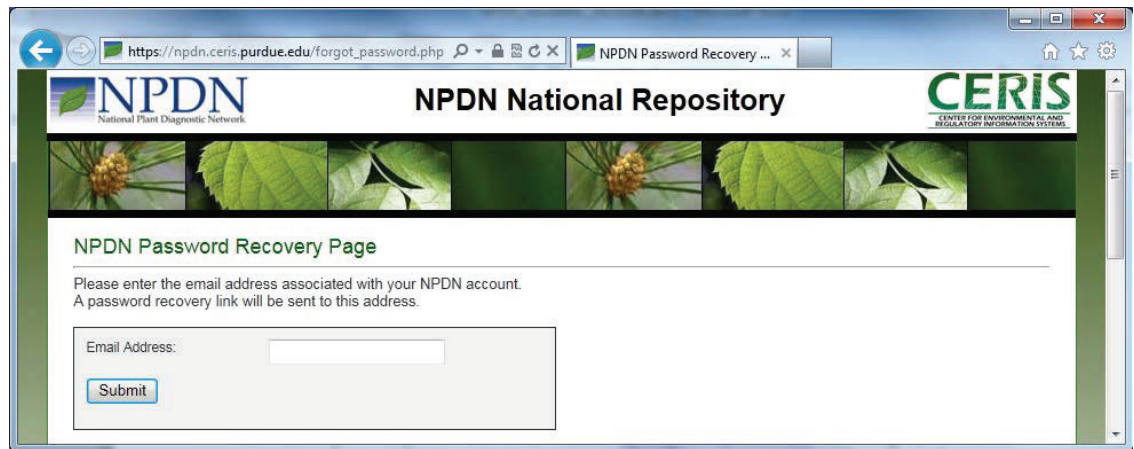 https://npdn.ceris.purdue.edu/forgot_password.php
NPDN Password Recovery ...
NPDN
National Plant Diagnostic Network
NPDN National Repository
CERIS
CENTER FOR ENVIRONMENTAL AND
REGULATORY INFORMATION SYSTEMS
NPDN Password Recovery Page
Please enter the email address associated with your NPDN account.
A password recovery link will be sent to this address.
Email Address:
Submit